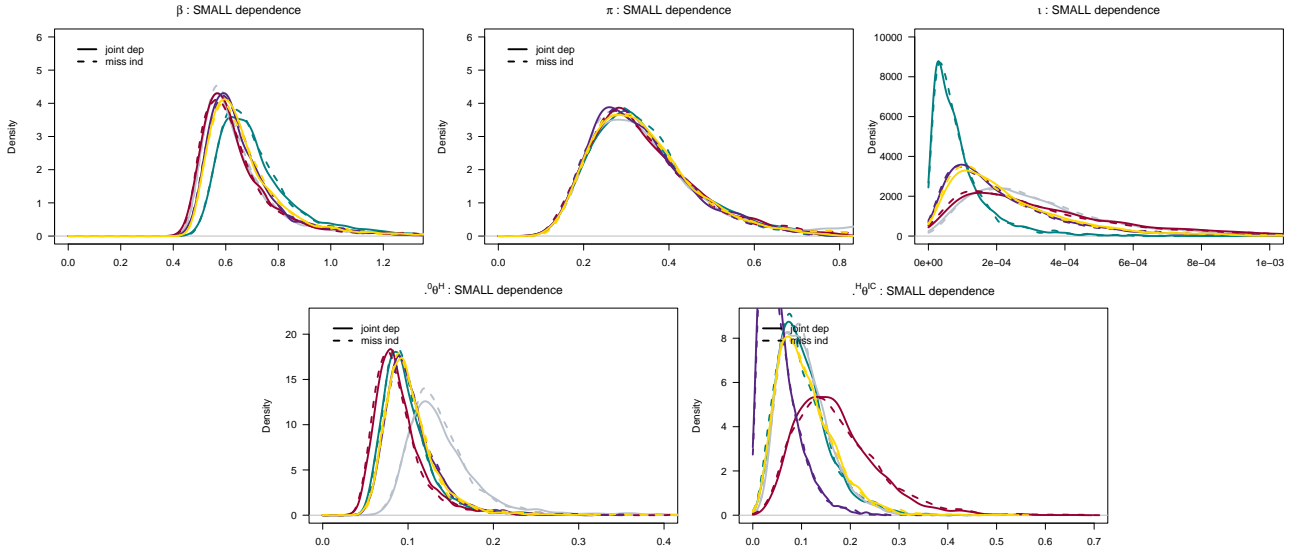 β : SMALL dependence
6
5
4
3
2
1
0
Density
joint dep
miss ind
0.0 0.2 0.4 0.6 0.8 1.0 1.2
π : SMALL dependence
6
5
4
3
2
1
0
Density
joint dep
miss ind
0.0 0.2 0.4 0.6 0.8
ι : SMALL dependence
10000
8000
6000
4000
2000
0
Density
0e+00 2e-04 4e-04 6e-04 8e-04 1e-03
.⁰θᴴ : SMALL dependence
20
15
10
5
0
Density
joint dep
miss ind
0.0 0.1 0.2 0.3 0.4
.ᴴθᴵᶜ : SMALL dependence
8
6
4
2
0
Density
joint dep
miss ind
0.0 0.1 0.2 0.3 0.4 0.5 0.6 0.7